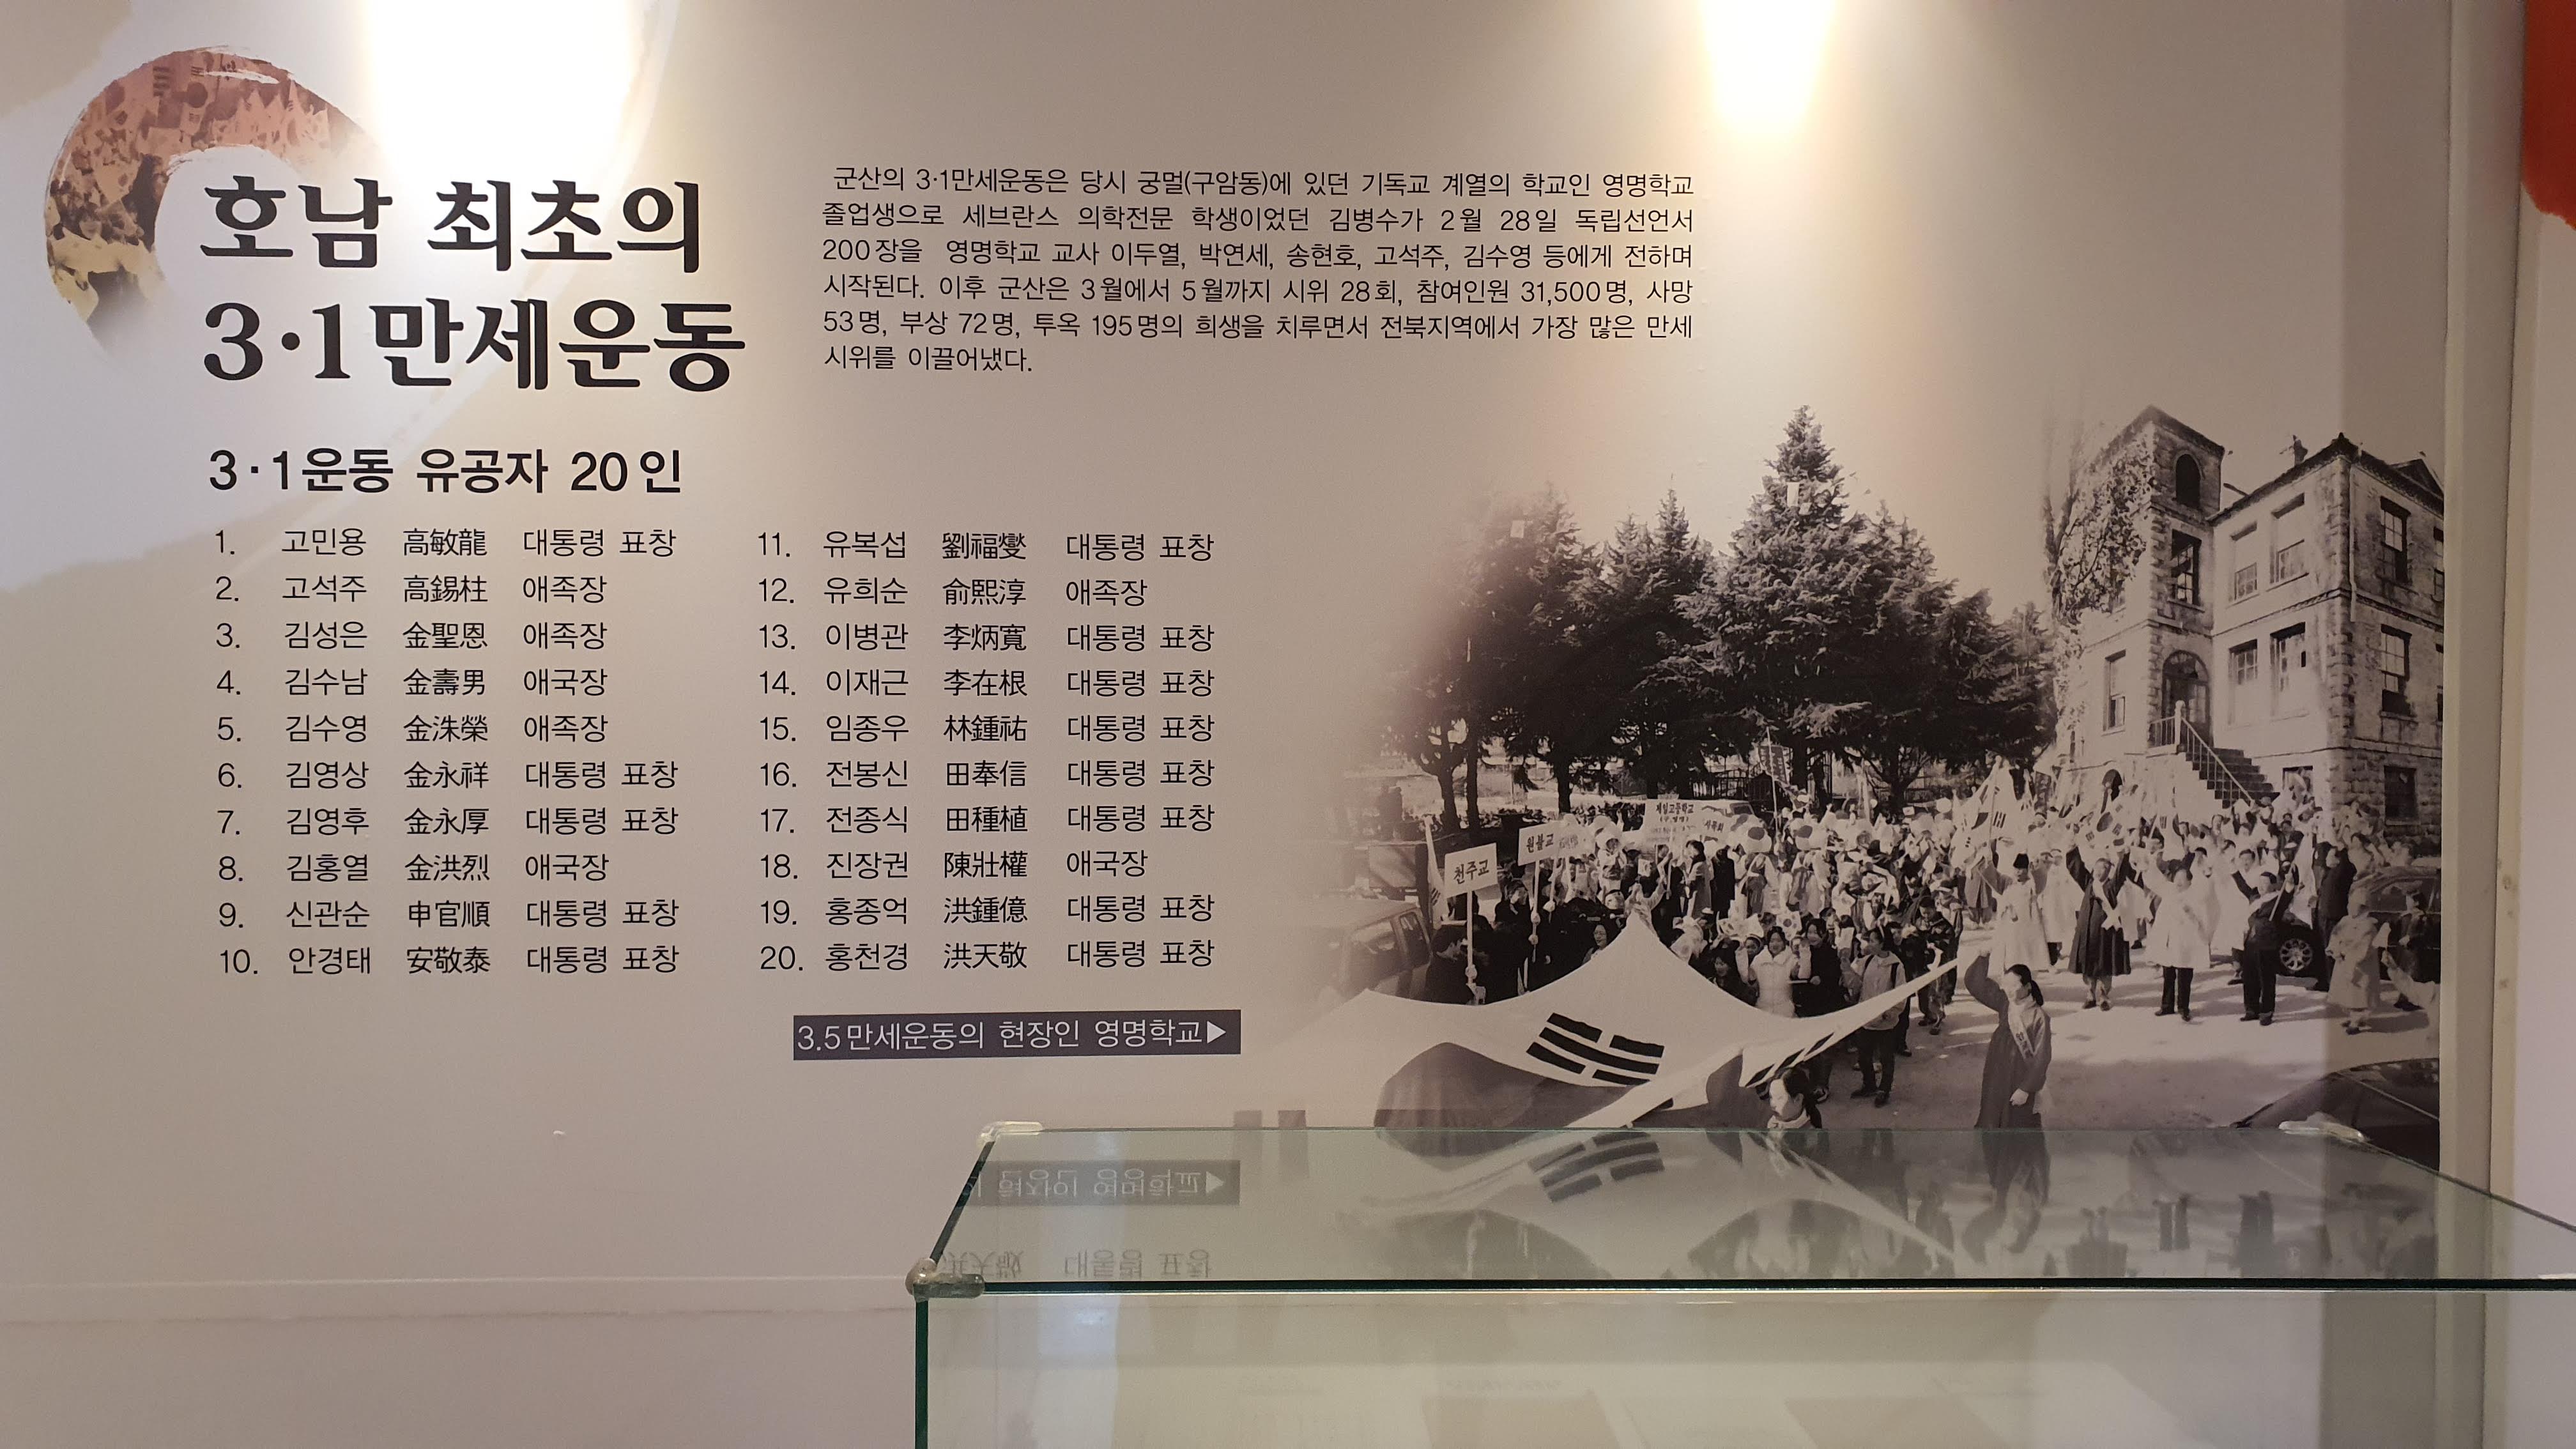 호남 최초의
3·1만세운동
군산의 3·1만세운동은 당시 궁멀(구암동)에 있던 기독교 계열의 학교인 영명학교
졸업생으로 세브란스 의학전문 학생이었던 김병수가 2월 28일 독립선언서
200장을 영명학교 교사 이두열, 박연세, 송현호, 고석주, 김수영 등에게 전하며
시작된다. 이후 군산은 3월에서 5월까지 시위 28회, 참여인원 31,500명, 사망
53명, 부상 72명, 투옥 195명의 희생을 치루면서 전북지역에서 가장 많은 만세
시위를 이끌어냈다.
3·1운동 유공자 20인
1. 고민용 高敏龍 대통령 표창
2. 고석주 高錫柱 애족장
3. 김성은 金聖恩 애족장
4. 김수남 金壽男 애국장
5. 김수영 金洙榮 애족장
6. 김영상 金永祥 대통령 표창
7. 김영후 金永厚 대통령 표창
8. 김홍열 金洪烈 애국장
9. 신관순 申官順 대통령 표창
10. 안경태 安敬泰 대통령 표창
11. 유복섭 劉福燮 대통령 표창
12. 유희순 兪熙淳 애족장
13. 이병관 李炳寬 대통령 표창
14. 이재근 李在根 대통령 표창
15. 임종우 林鍾祐 대통령 표창
16. 전봉신 田奉信 대통령 표창
17. 전종식 田種植 대통령 표창
18. 진장권 陳壯權 애국장
19. 홍종억 洪鍾億 대통령 표창
20. 홍천경 洪天敬 대통령 표창
3.5만세운동의 현장인 영명학교▶
천주교
원불교
제일고등학교